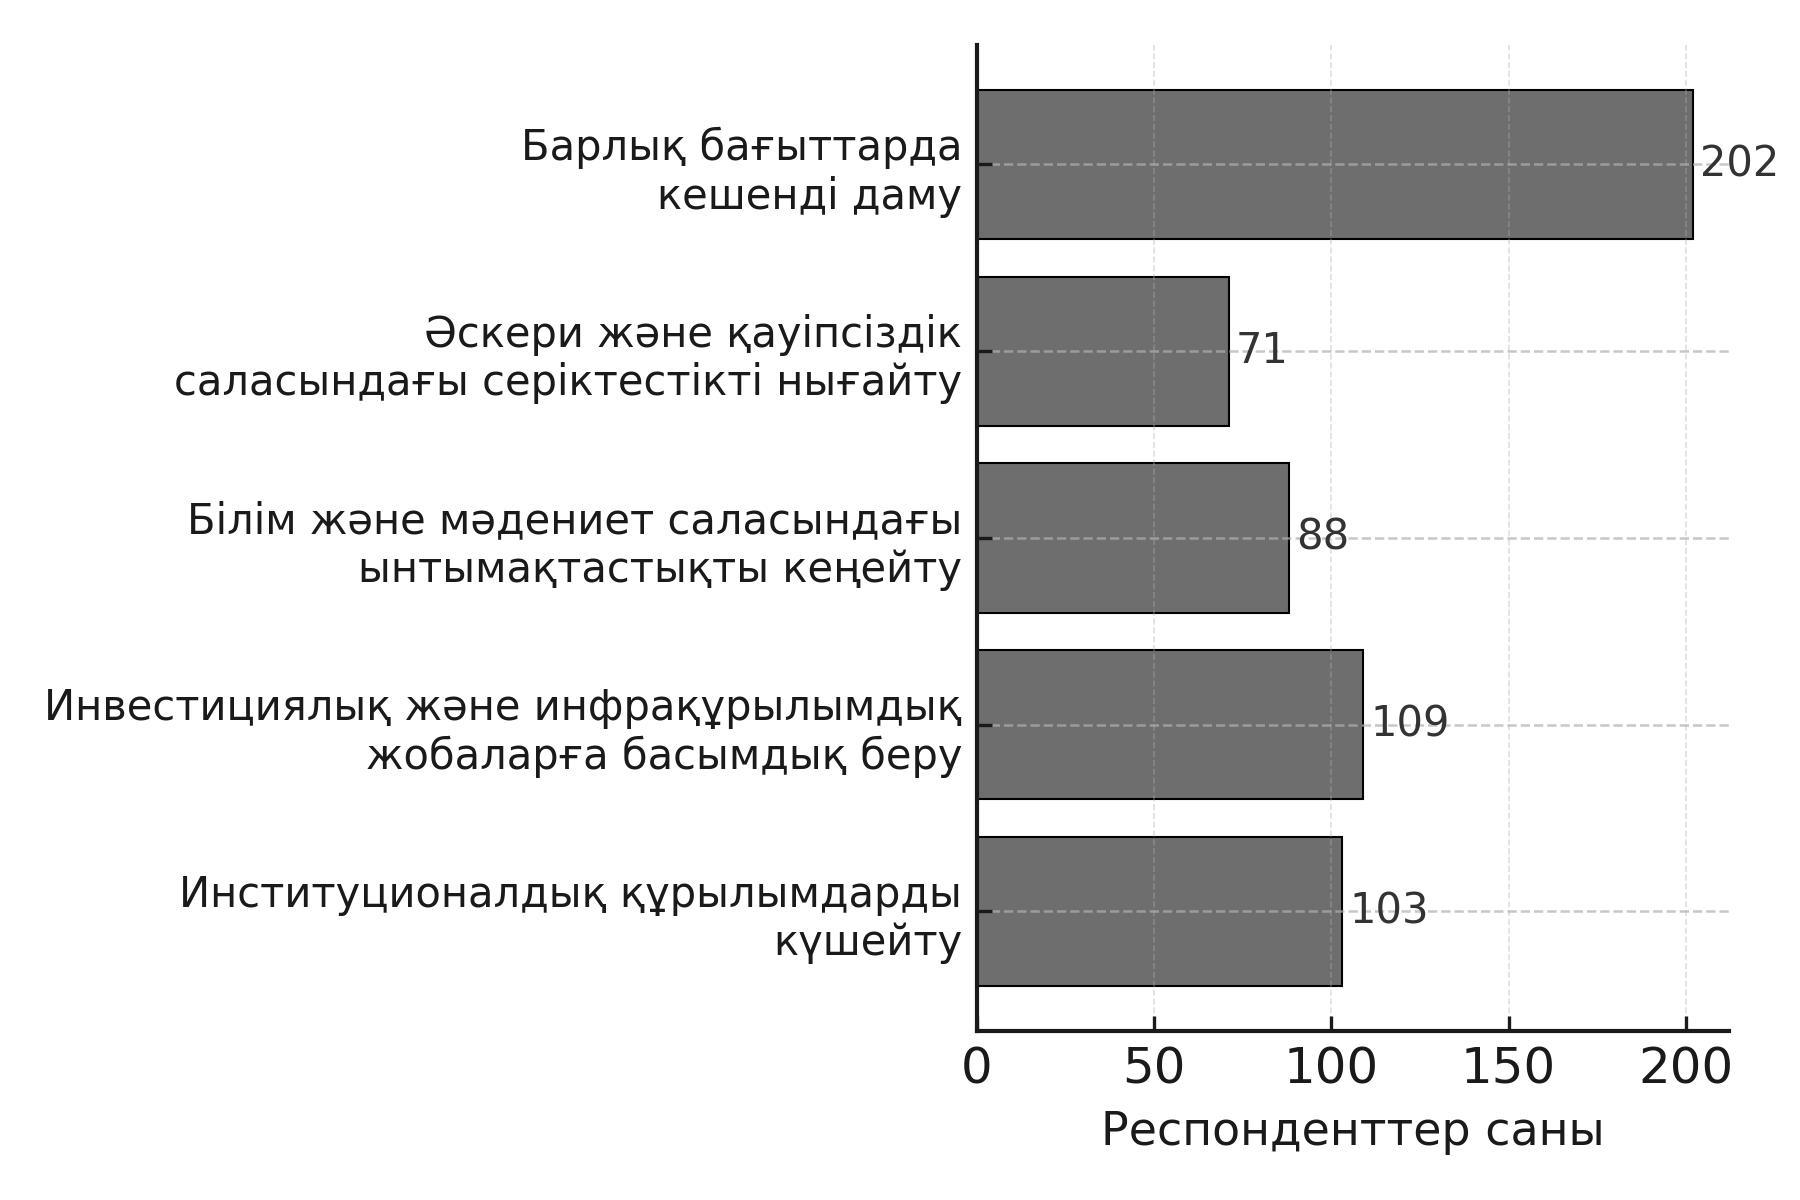 Барлық бағыттарда
кешенді даму
202
Әскери және қауіпсіздік
саласындағы серіктестікті нығайту
71
Білім және мәдениет саласындағы
ынтымақтастықты кеңейту
88
Инвестициялық және инфрақұрылымдық
жобаларға басымдық беру
109
Институционалдық құрылымдарды
күшейту
103
0 50 100 150 200
Респонденттер саны